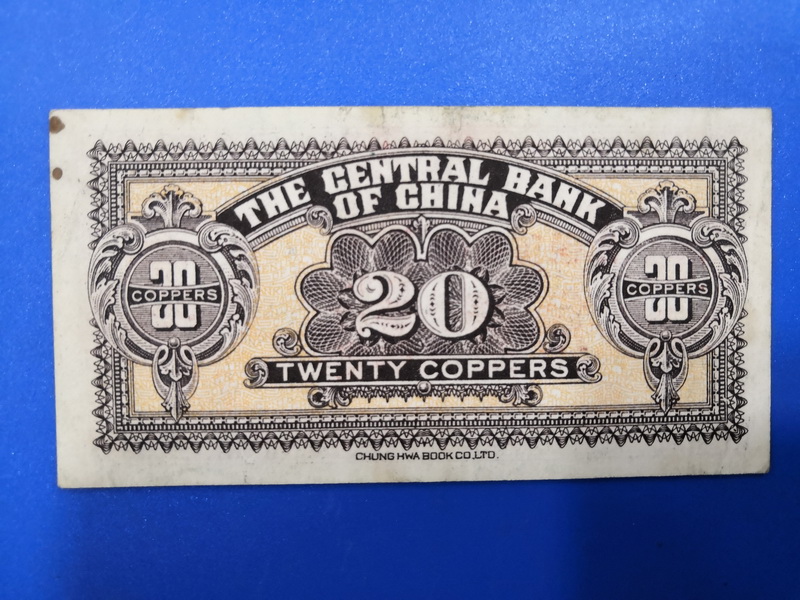 THE CENTRAL BANK
OF CHINA
20
COPPERS
20
20
COPPERS
TWENTY COPPERS
CHUNG HWA BOOK CO.,LTD.